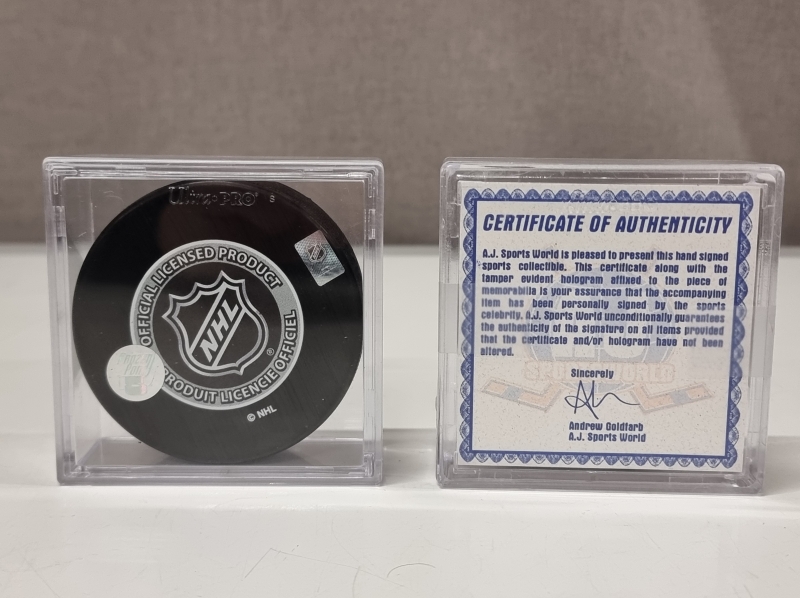 Ultra•PRO®
OFFICIAL LICENSED PRODUCT
NHL
®
PRODUIT LICENCIÉ OFFICIEL
© NHL
CERTIFICATE OF AUTHENTICITY
A.J. Sports World is pleased to present this hand signed
sports collectible. This certificate along with the
tamper evident hologram affixed to the piece of
memorabilia is your assurance that the accompanying
item has been personally signed by the sports
celebrity. A.J. Sports World unconditionally guarantees
the authenticity of the signature on all items provided
that the certificate and/or hologram have not been
altered.
SPORTS WORLD
Sincerely
Andrew Goldfarb
A.J. Sports World